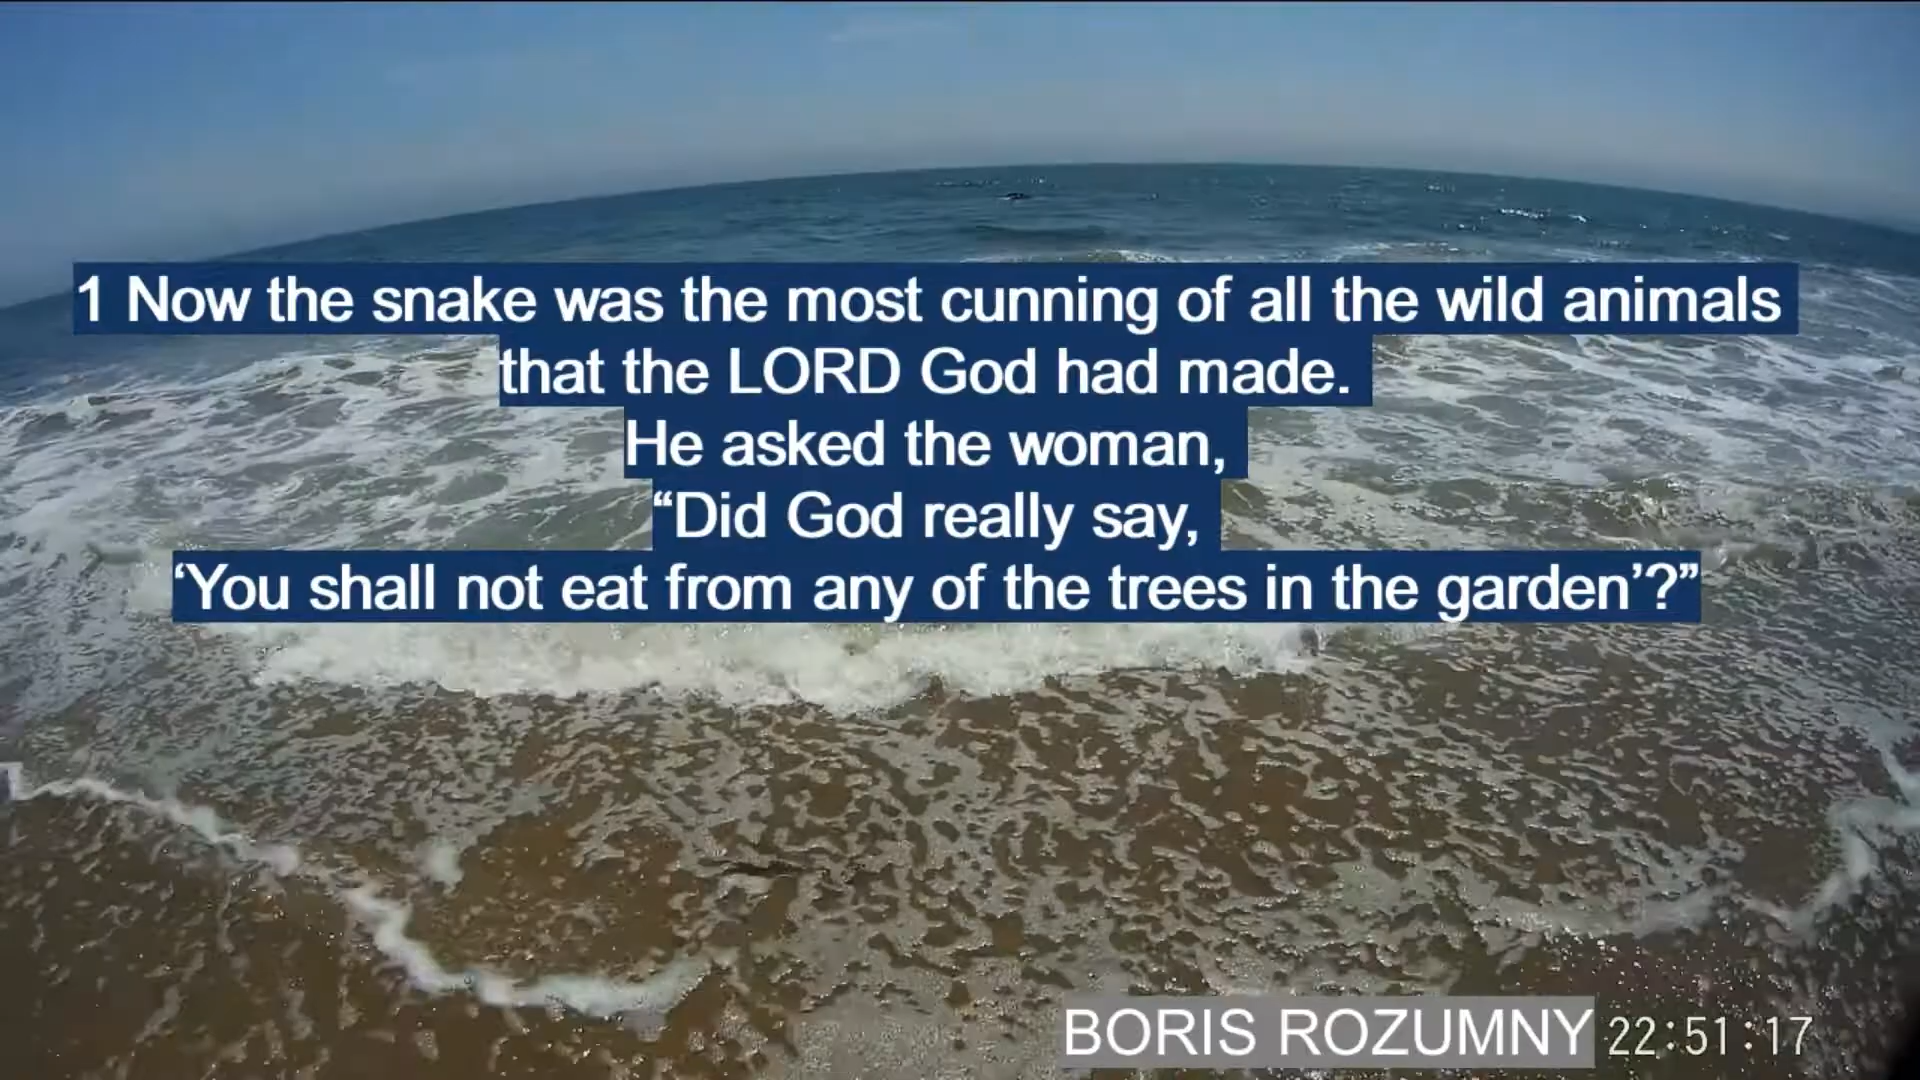 1 Now the snake was the most cunning of all the wild animals
that the LORD God had made.
He asked the woman,
“Did God really say,
‘You shall not eat from any of the trees in the garden’?”
BORIS ROZUMNY 22:51:17